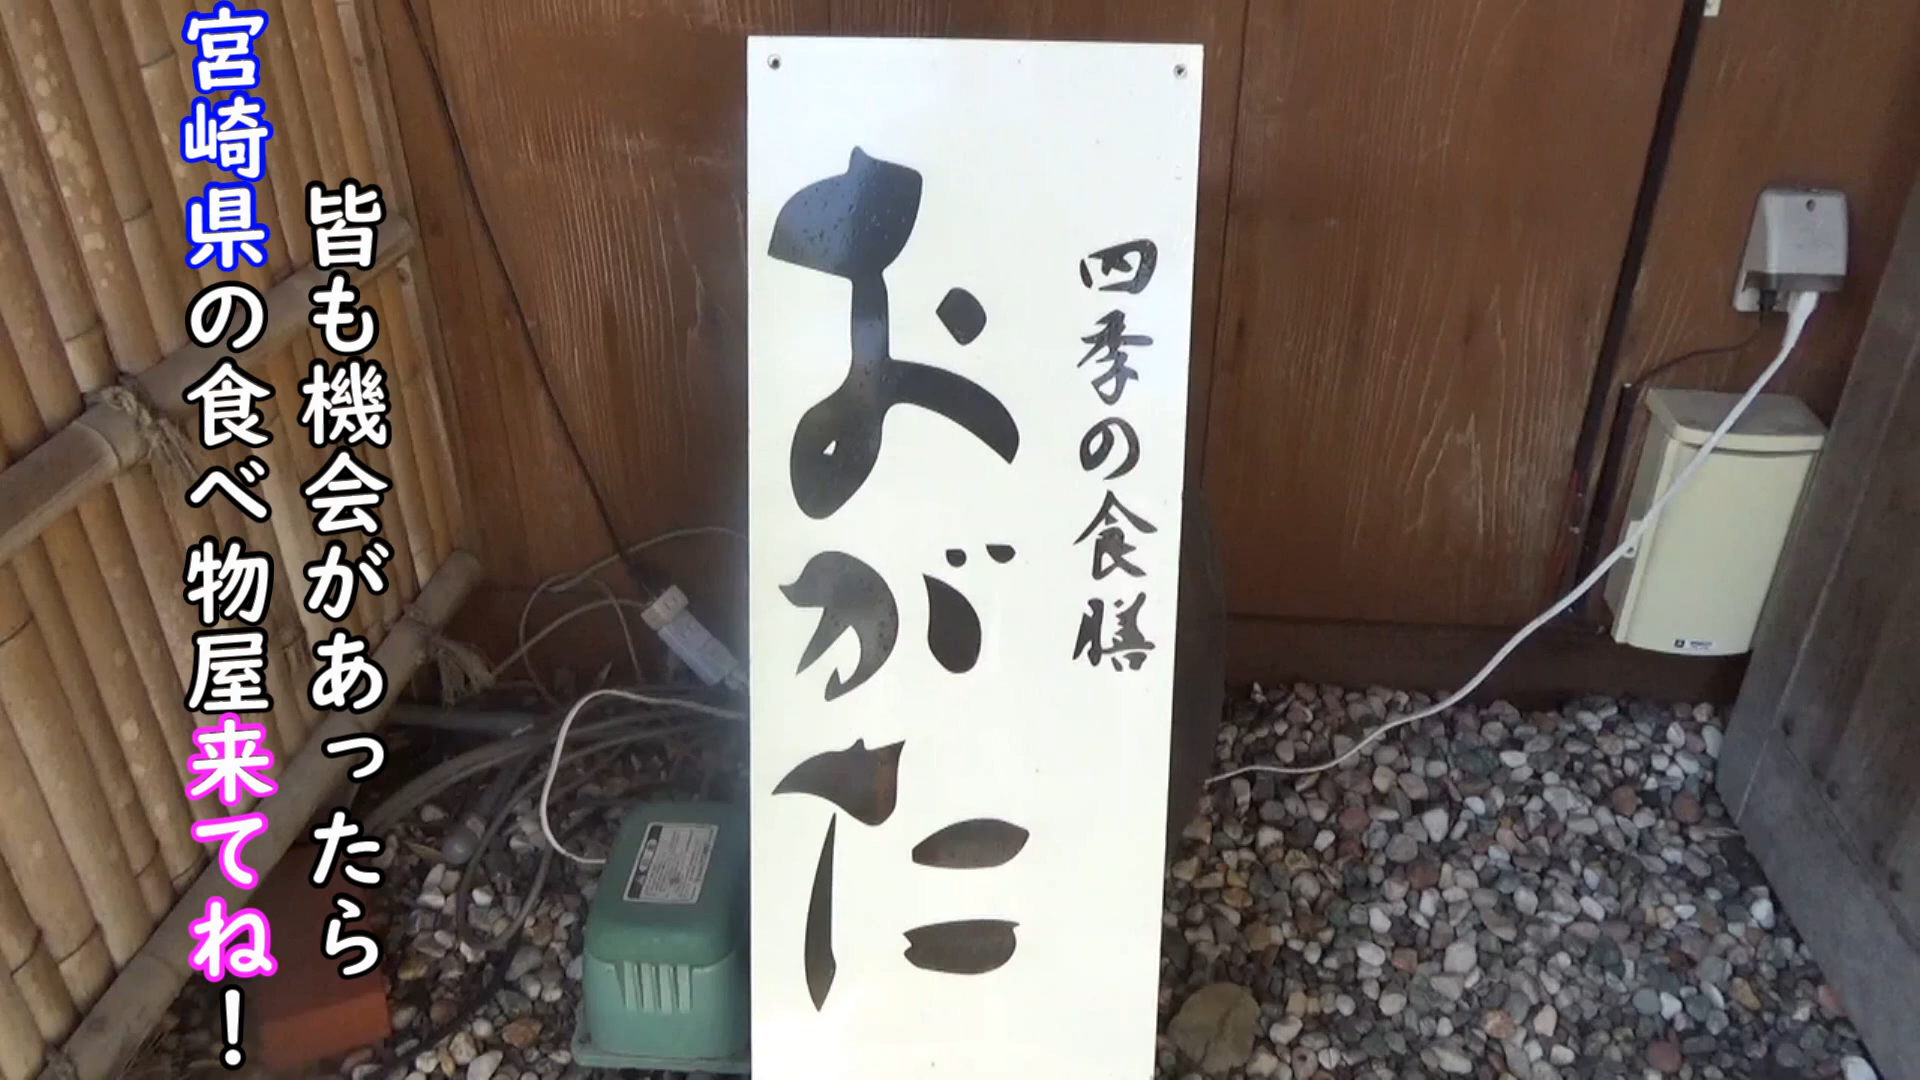 四季の食膳
おがた
皆も機会があったら
宮崎県の食べ物屋来てね！